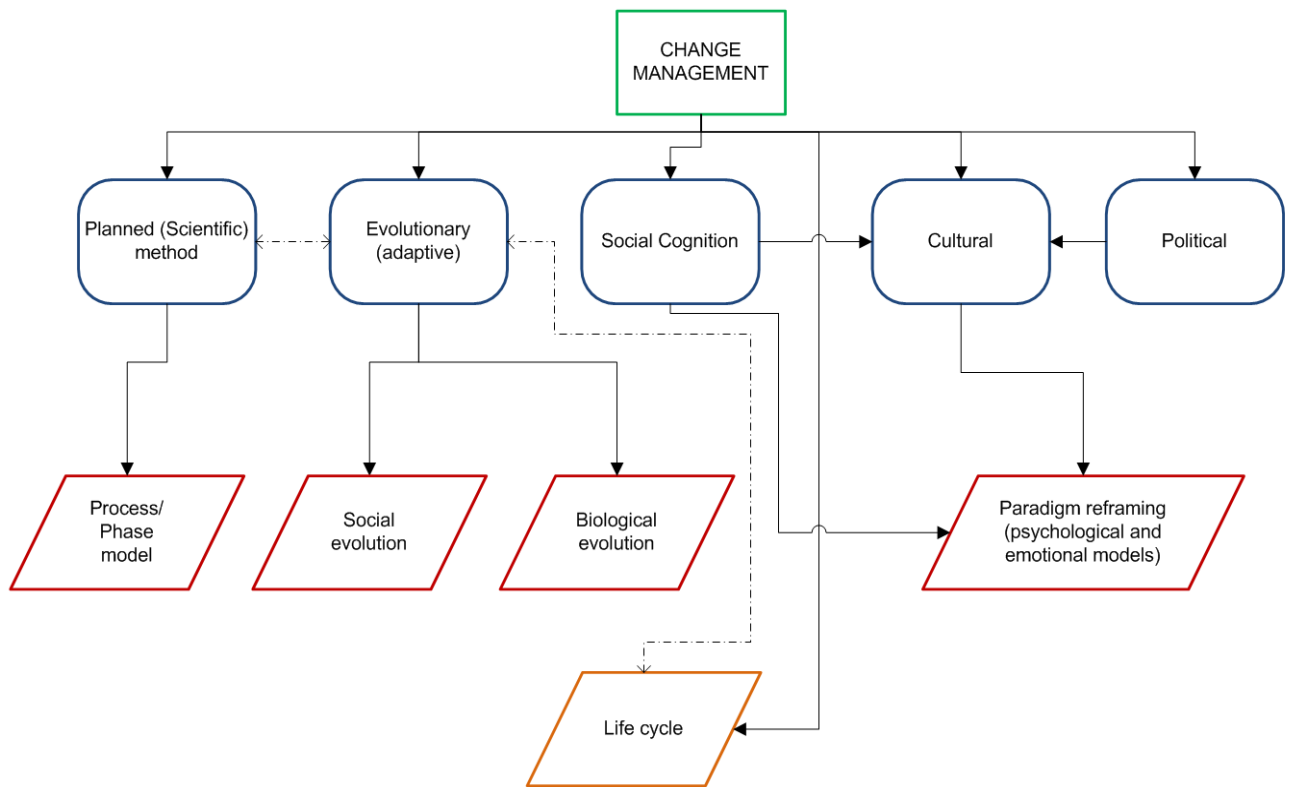 CHANGE
MANAGEMENT
Planned (Scientific)
method
Evolutionary
(adaptive)
Social Cognition
Cultural
Political
Process/
Phase
model
Social
evolution
Biological
evolution
Paradigm reframing
(psychological and
emotional models)
Life cycle